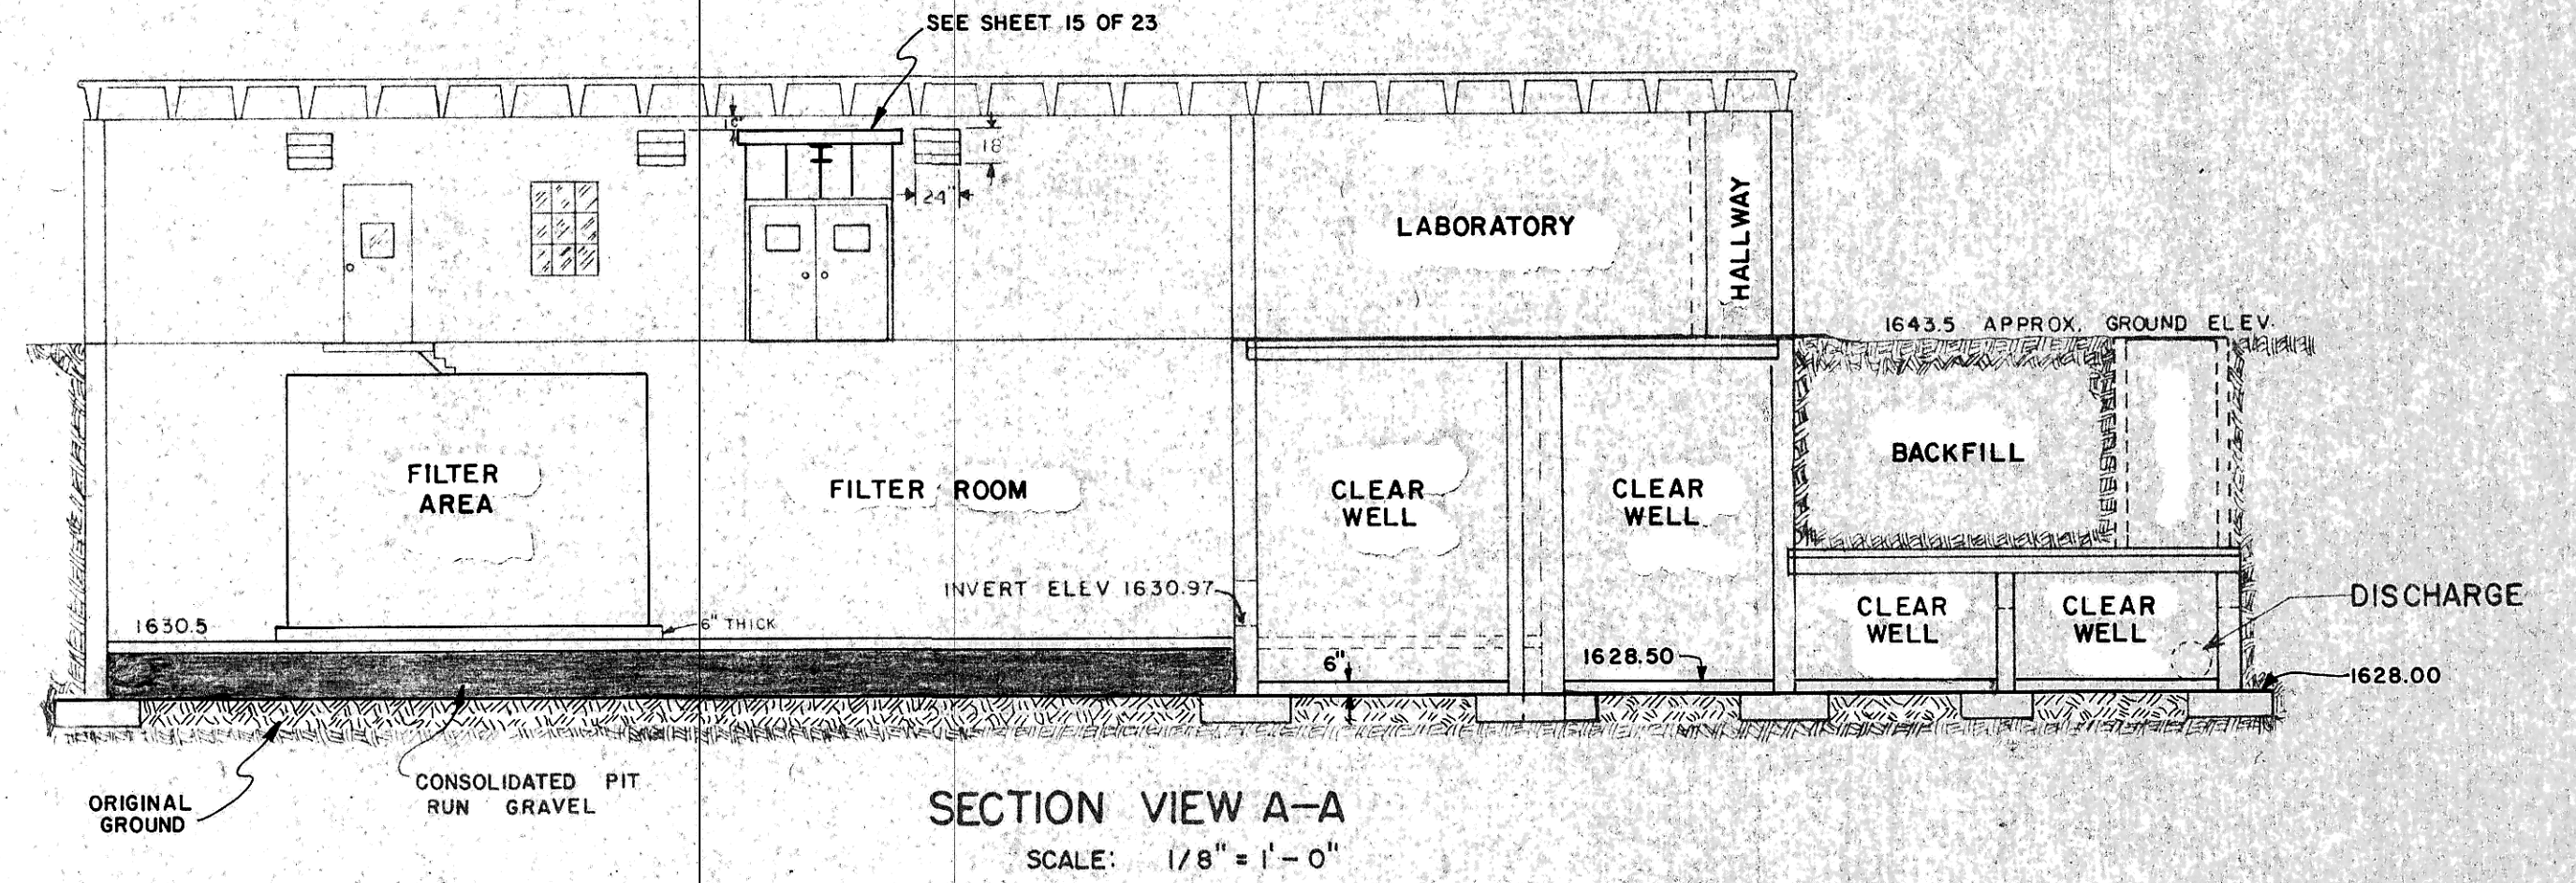 SEE SHEET 15 OF 23
18
24"
LABORATORY
HALLWAY
1643.5 APPROX. GROUND ELEV.
FILTER
AREA
FILTER ROOM
CLEAR
WELL
CLEAR
WELL
BACKFILL
INVERT ELEV 1630.97
1630.5
6" THICK
6"
1628.50
CLEAR
WELL
CLEAR
WELL
DISCHARGE
1628.00
ORIGINAL
GROUND
CONSOLIDATED PIT
RUN GRAVEL
SECTION VIEW A-A
SCALE: 1/8" = 1'-0"